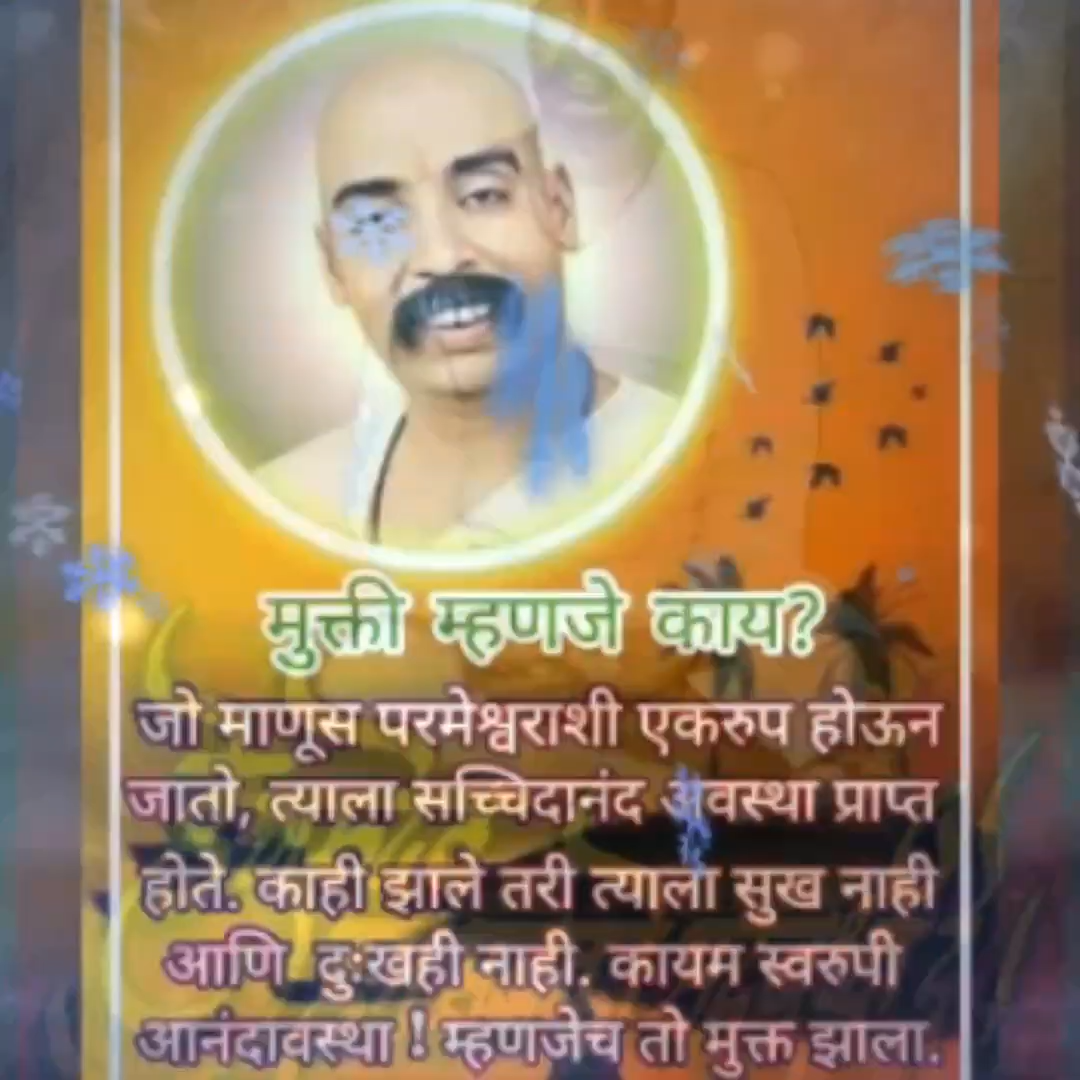 मुक्ती म्हणजे काय?
जो माणूस परमेश्वराशी एकरुप होऊन
जातो, त्याला सच्चिदानंद अवस्था प्राप्त
होते. काही झाले तरी त्याला सुख नाही
आणि दुःखही नाही. कायम स्वरुपी
आनंदावस्था ! म्हणजेच तो मुक्त झाला.